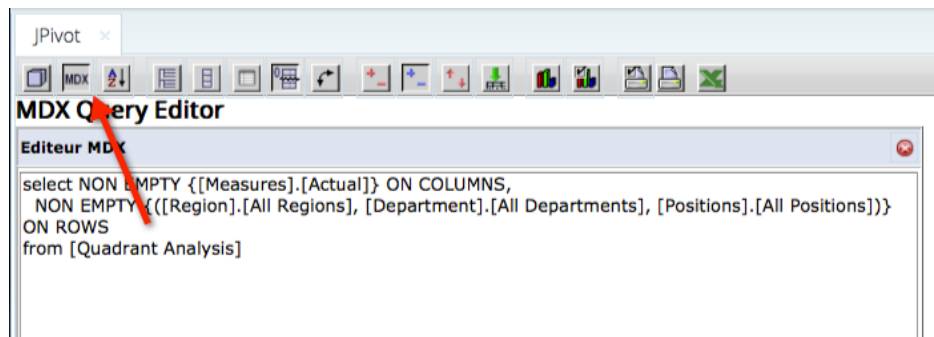 JPivot ×
MDX
MDX Query Editor
Editeur MDX
select NON EMPTY {[Measures].[Actual]} ON COLUMNS,
NON EMPTY {([Region].[All Regions], [Department].[All Departments], [Positions].[All Positions])}
ON ROWS
from [Quadrant Analysis]